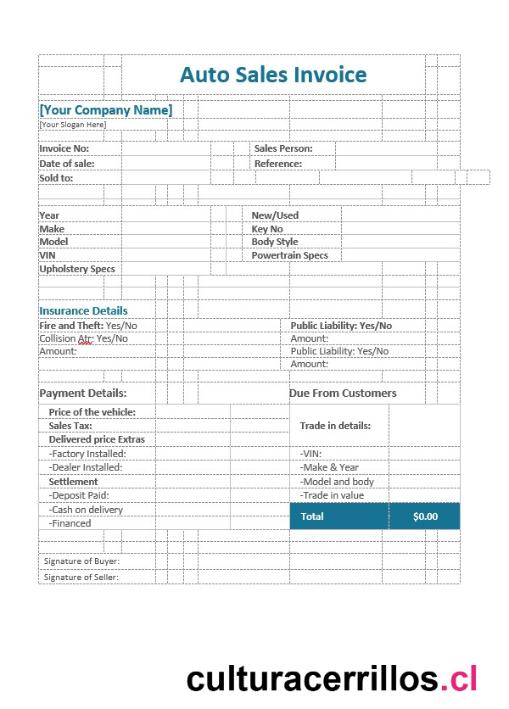 Auto Sales Invoice
[Your Company Name]
[Your Slogan Here]
Invoice No: Sales Person:
Date of sale: Reference:
Sold to:
Year New/Used
Make Key No
Model Body Style
VIN Powertrain Specs
Upholstery Specs
Insurance Details
Fire and Theft: Yes/No Public Liability: Yes/No
Collision Atr: Yes/No Amount:
Amount: Public Liability: Yes/No
Amount:
Payment Details: Due From Customers
Price of the vehicle:
Sales Tax: Trade in details:
Delivered price Extras
-Factory Installed: -VIN:
-Dealer Installed: -Make & Year
Settlement -Model and body
-Deposit Paid: -Trade in value
-Cash on delivery
Total $0.00
-Financed
Signature of Buyer:
Signature of Seller:
culturacerrillos.cl